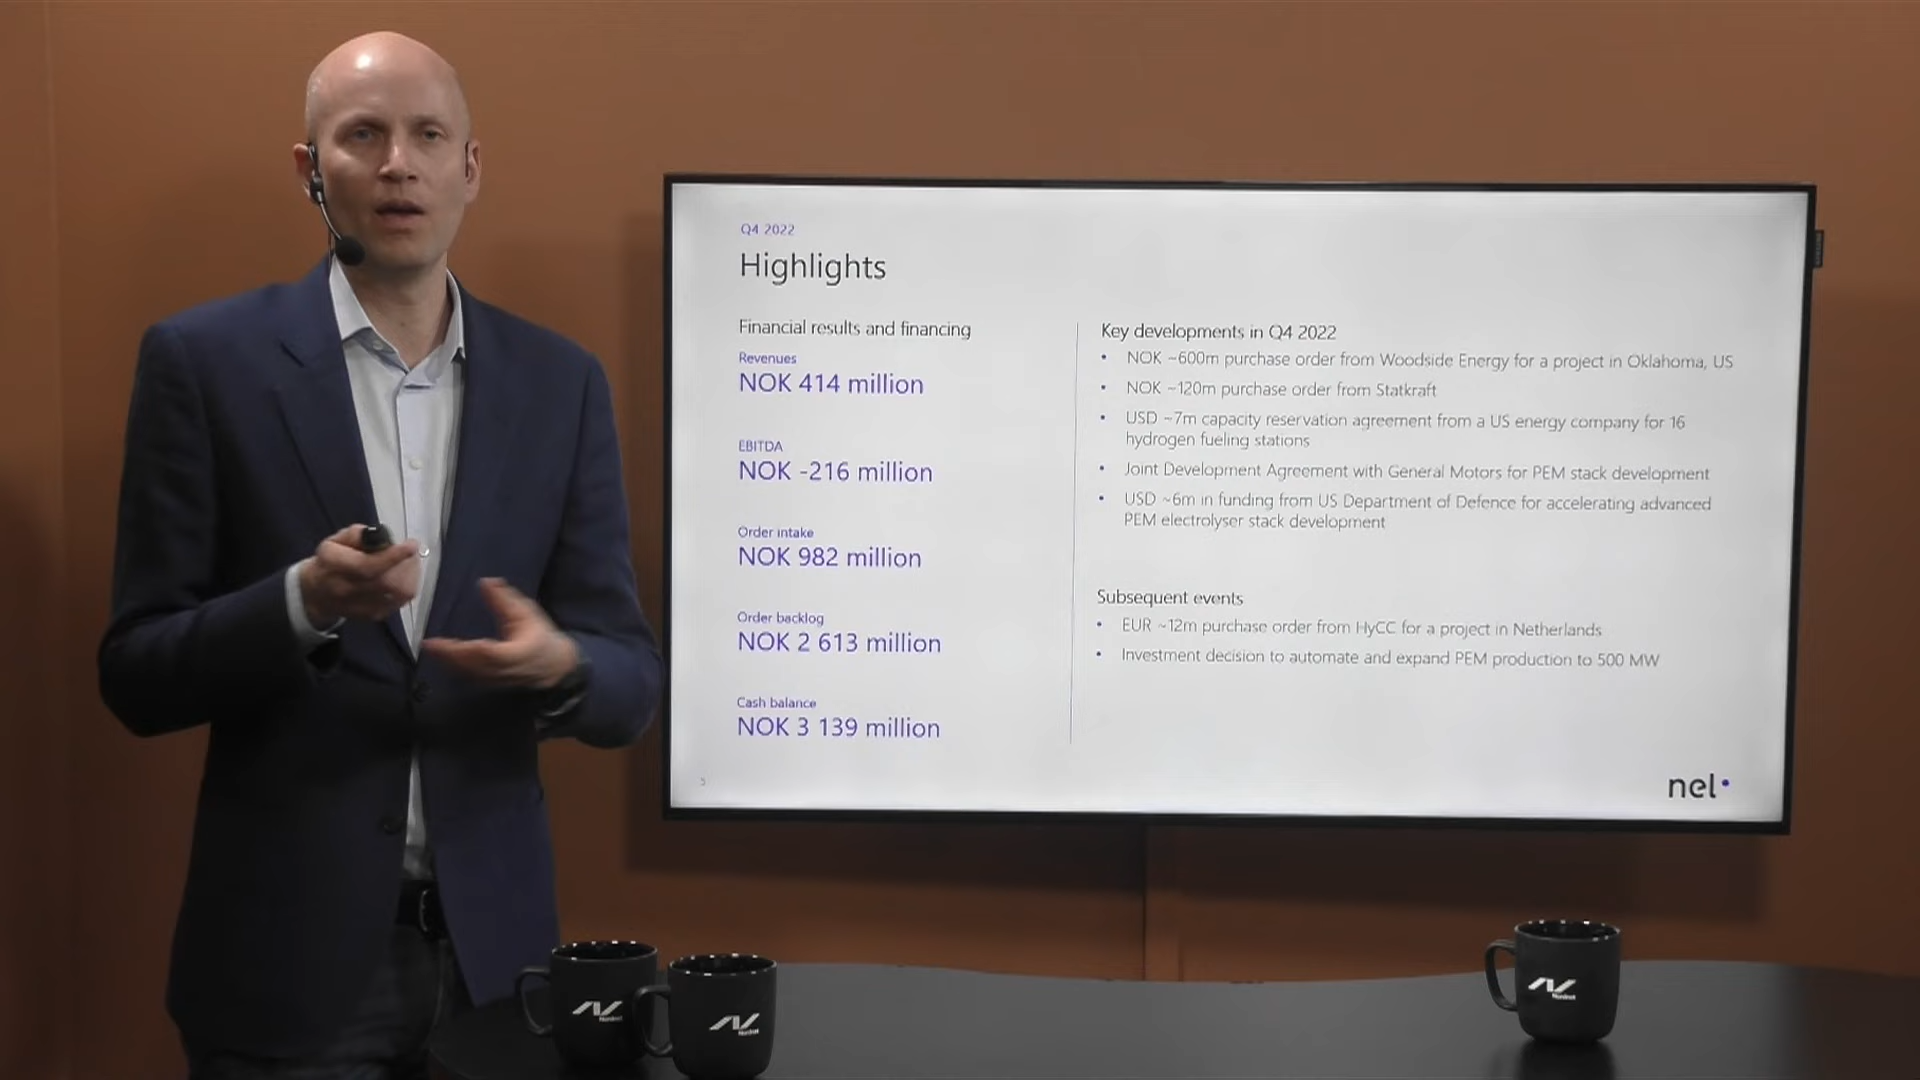 Q4 2022
Highlights
Financial results and financing
Revenues
NOK 414 million
EBITDA
NOK -216 million
Order intake
NOK 982 million
Order backlog
NOK 2 613 million
Cash balance
NOK 3 139 million
Key developments in Q4 2022
• NOK ~600m purchase order from Woodside Energy for a project in Oklahoma, US
• NOK ~120m purchase order from Statkraft
• USD ~7m capacity reservation agreement from a US energy company for 16
hydrogen fueling stations
• Joint Development Agreement with General Motors for PEM stack development
• USD ~6m in funding from US Department of Defence for accelerating advanced
PEM electrolyser stack development
Subsequent events
• EUR ~12m purchase order from HyCC for a project in Netherlands
• Investment decision to automate and expand PEM production to 500 MW
nel
Nordnet
Nordnet
Nordnet